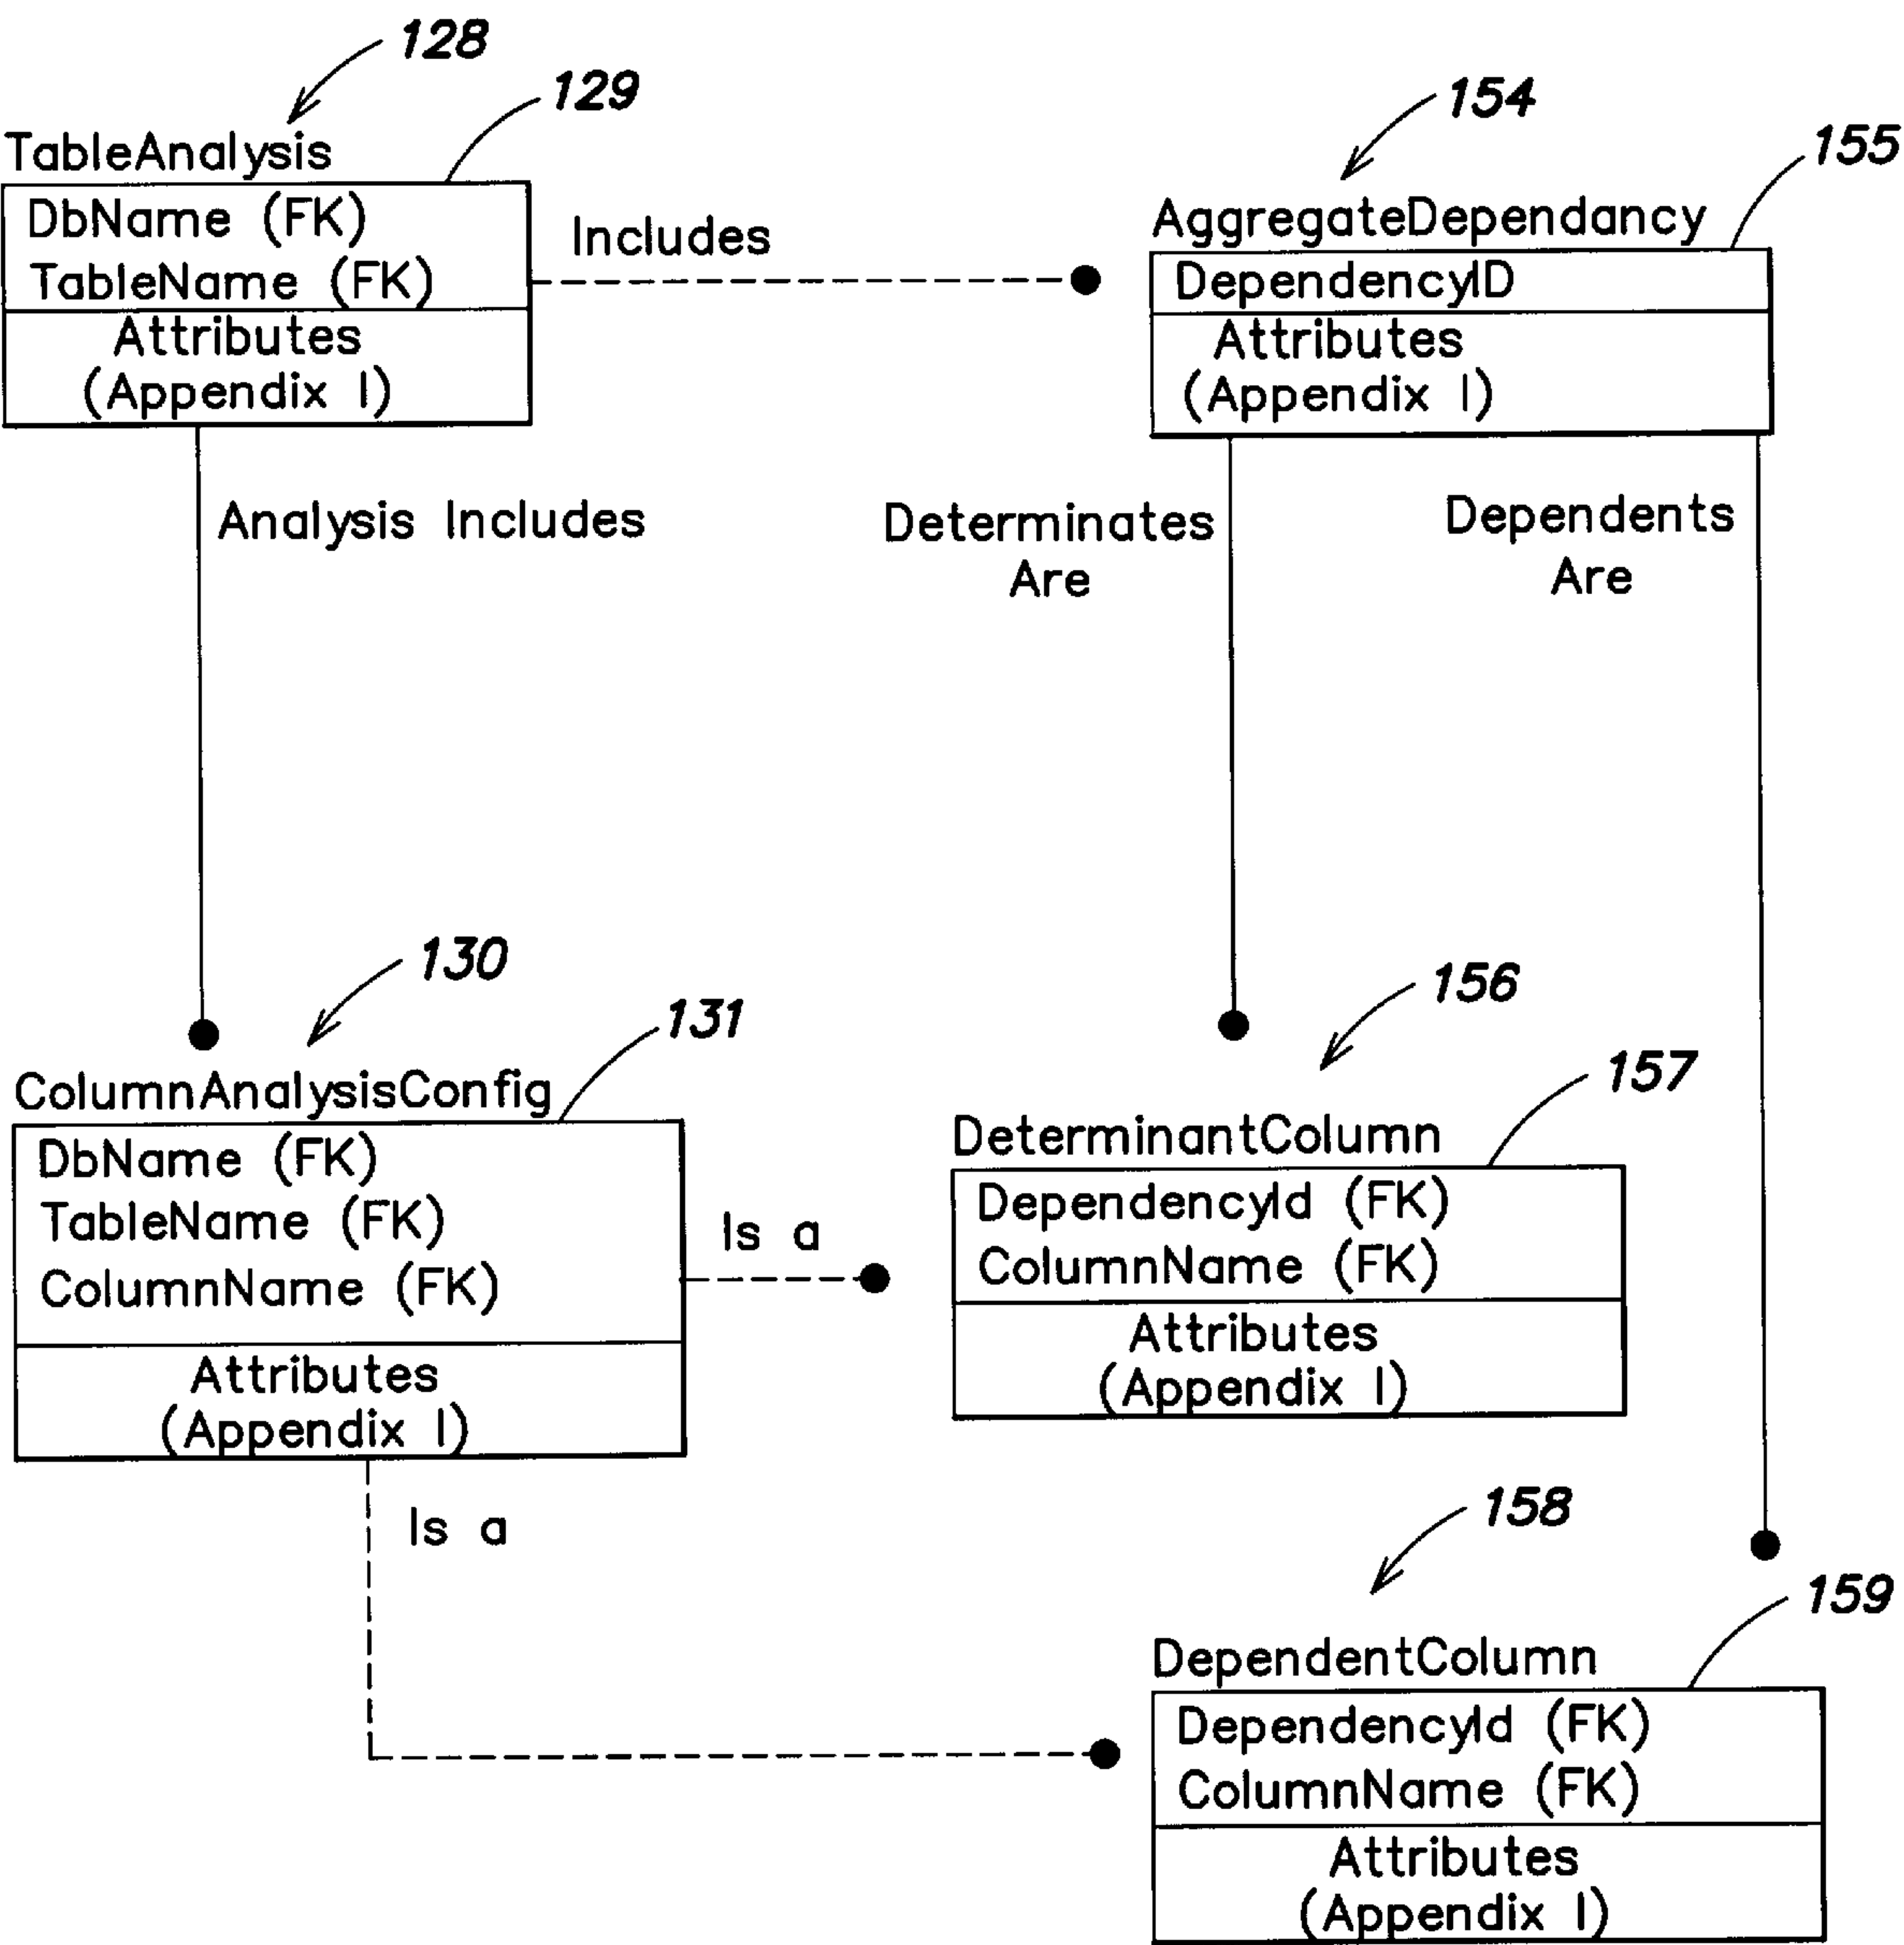 128
129
TableAnalysis
DbName (FK)
TableName (FK)
Attributes
(Appendix I)
Includes
154
155
AggregateDependancy
DependencyID
Attributes
(Appendix I)
Analysis Includes
Determinates
Are
Dependents
Are
130
131
ColumnAnalysisConfig
DbName (FK)
TableName (FK)
ColumnName (FK)
Attributes
(Appendix I)
Is a
156
157
DeterminantColumn
DependencyId (FK)
ColumnName (FK)
Attributes
(Appendix I)
Is a
158
159
DependentColumn
DependencyId (FK)
ColumnName (FK)
Attributes
(Appendix I)